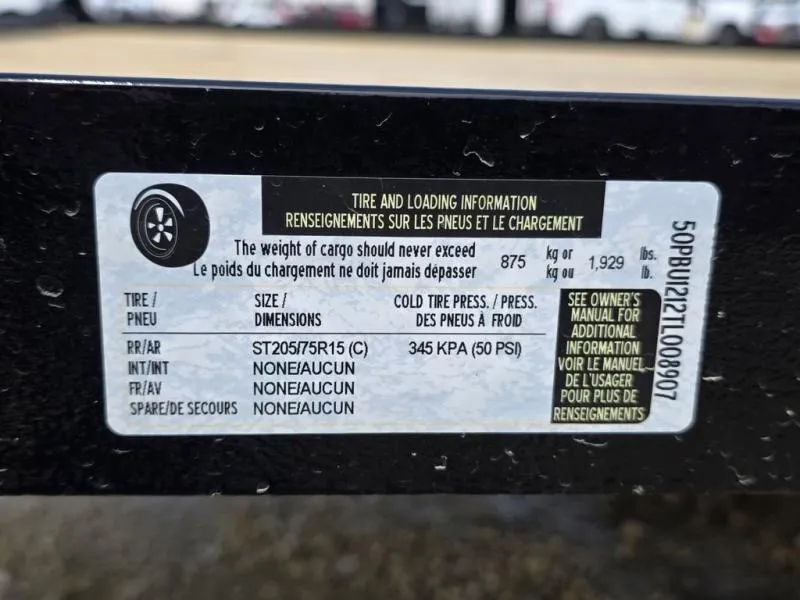 TIRE AND LOADING INFORMATION
RENSEIGNEMENTS SUR LES PNEUS ET LE CHARGEMENT
The weight of cargo should never exceed 875 kg or 1,929 lbs.
Le poids du chargement ne doit jamais dépasser kg ou lb.
TIRE / SIZE / COLD TIRE PRESS. / PRESS.
PNEU DIMENSIONS DES PNEUS À FROID
RR/AR ST205/75R15 (C) 345 KPA (50 PSI)
INT/INT NONE/AUCUN
FR/AV NONE/AUCUN
SPARE/DE SECOURS NONE/AUCUN
SEE OWNER'S
MANUAL FOR
ADDITIONAL
INFORMATION
VOIR LE MANUEL
DE L'USAGER
POUR PLUS DE
RENSEIGNEMENTS
50PBU1212TL008907